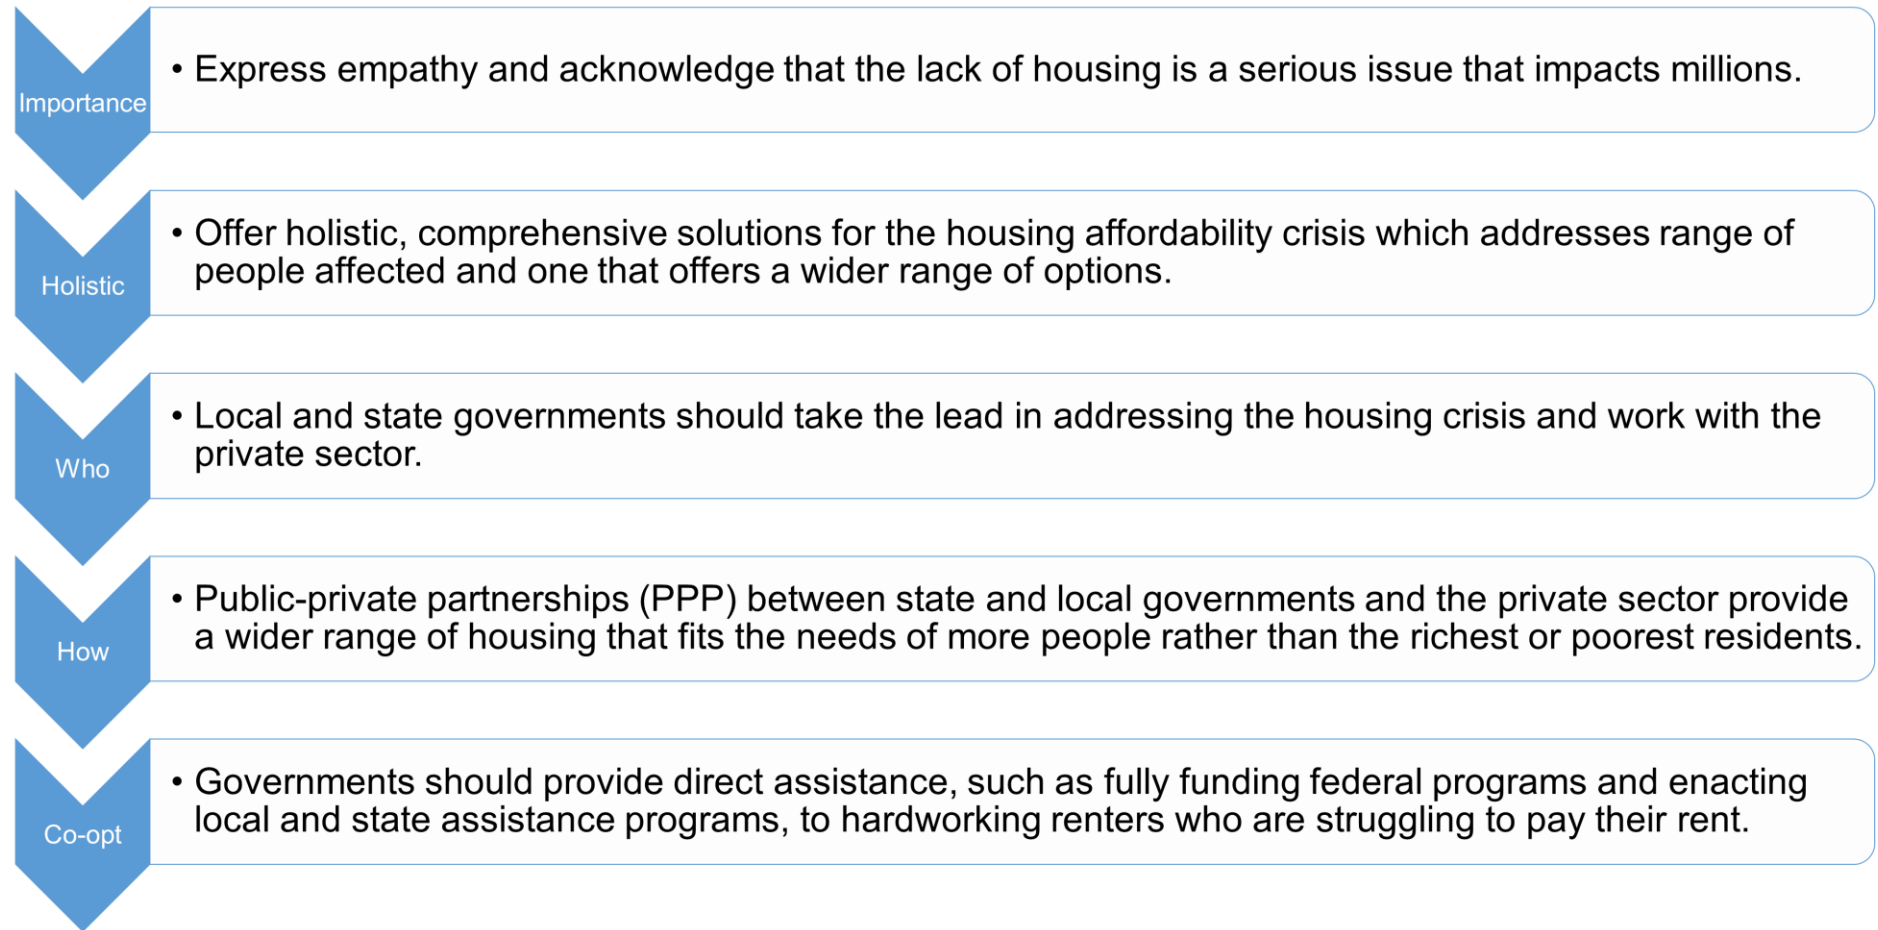 Importance
• Express empathy and acknowledge that the lack of housing is a serious issue that impacts millions.
Holistic
• Offer holistic, comprehensive solutions for the housing affordability crisis which addresses range of
people affected and one that offers a wider range of options.
Who
• Local and state governments should take the lead in addressing the housing crisis and work with the
private sector.
How
• Public-private partnerships (PPP) between state and local governments and the private sector provide
a wider range of housing that fits the needs of more people rather than the richest or poorest residents.
Co-opt
• Governments should provide direct assistance, such as fully funding federal programs and enacting
local and state assistance programs, to hardworking renters who are struggling to pay their rent.